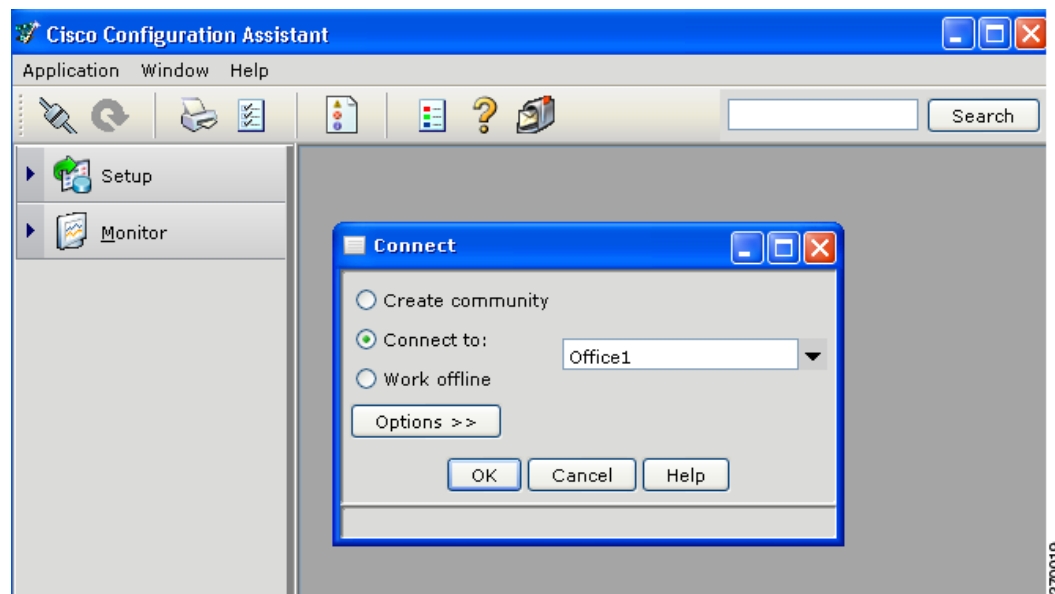 Cisco Configuration Assistant
Application Window Help
Search
Setup
Monitor
Connect
Create community
Connect to:
Office1
Work offline
Options >>
OK Cancel Help